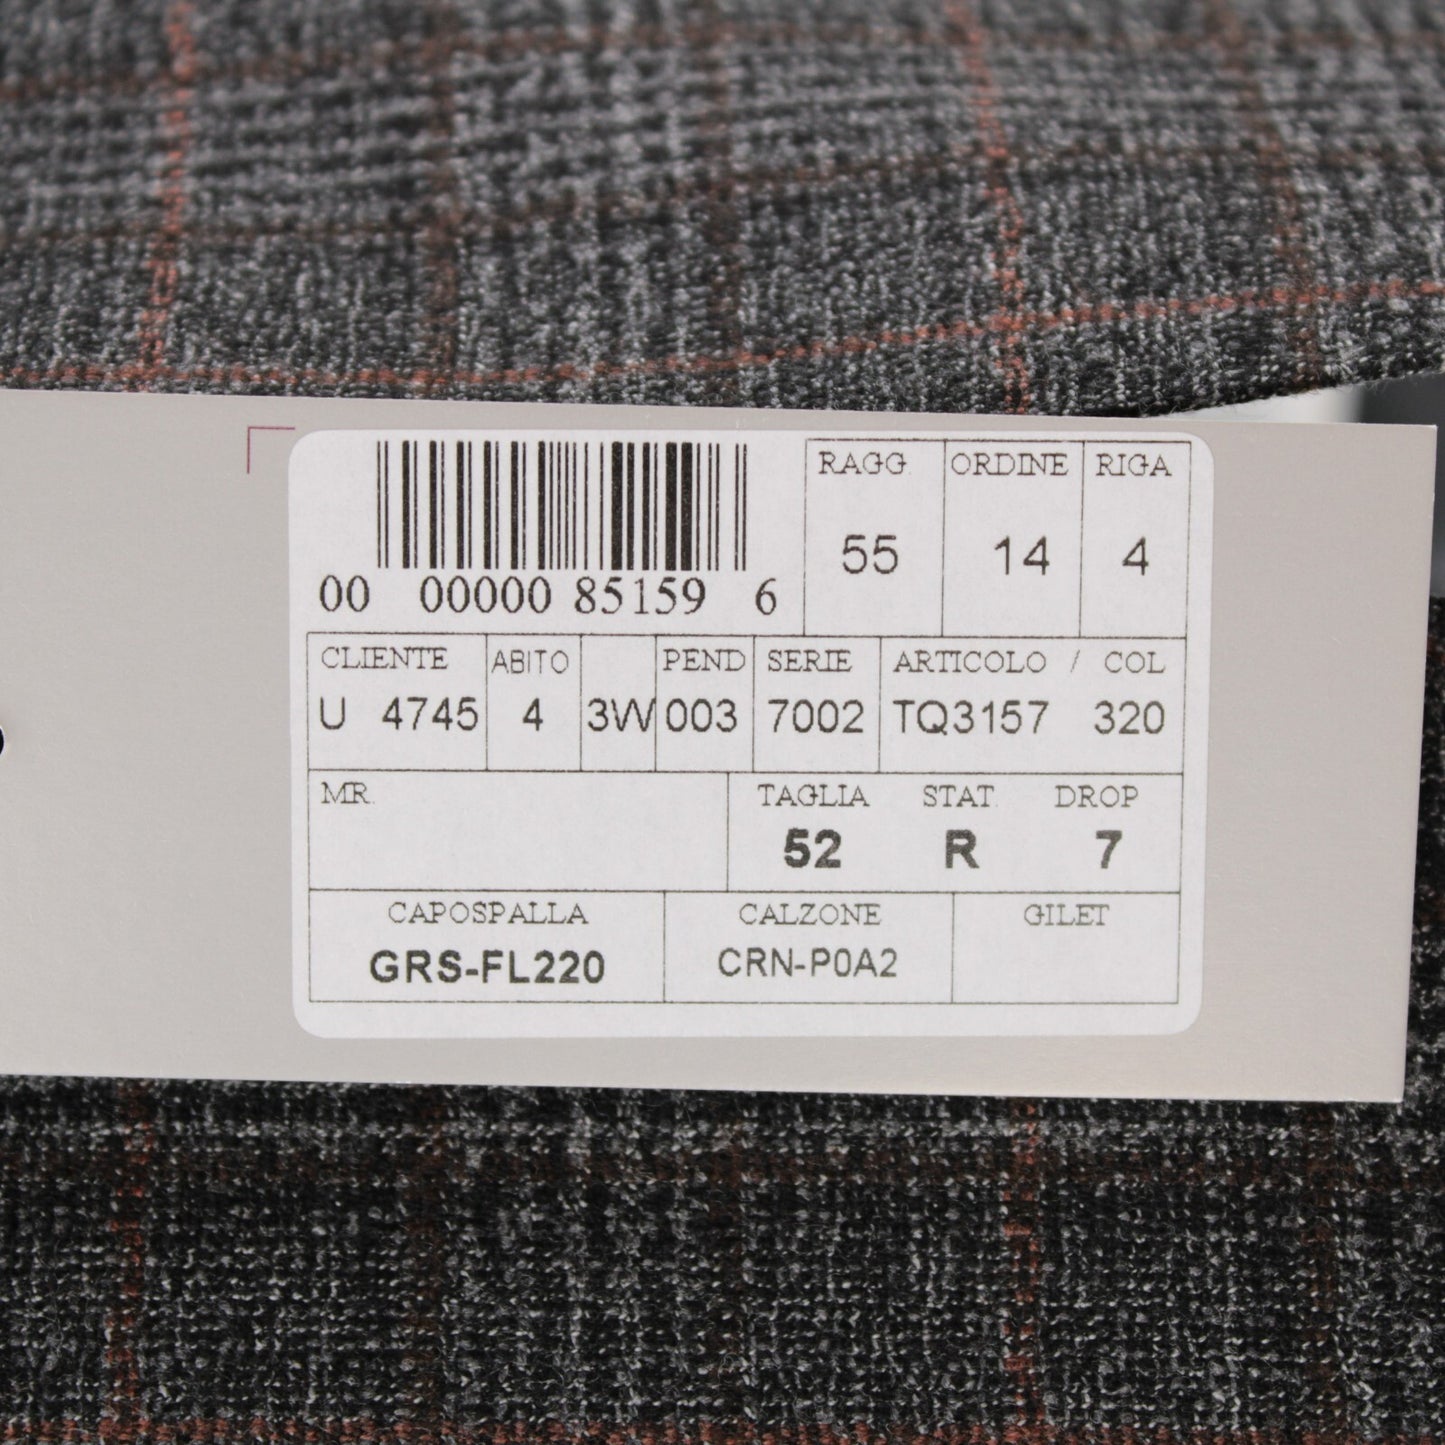 RAGG. ORDINE RIGA
55 14 4
00 00000 85159 6
CLIENTE ABITO PEND SERIE ARTICOLO / COL
U 4745 4 3W 003 7002 TQ3157 320
MR. TAGLIA STAT. DROP
52 R 7
CAPOSPALLA CALZONE GILET
GRS-FL220 CRN-P0A2